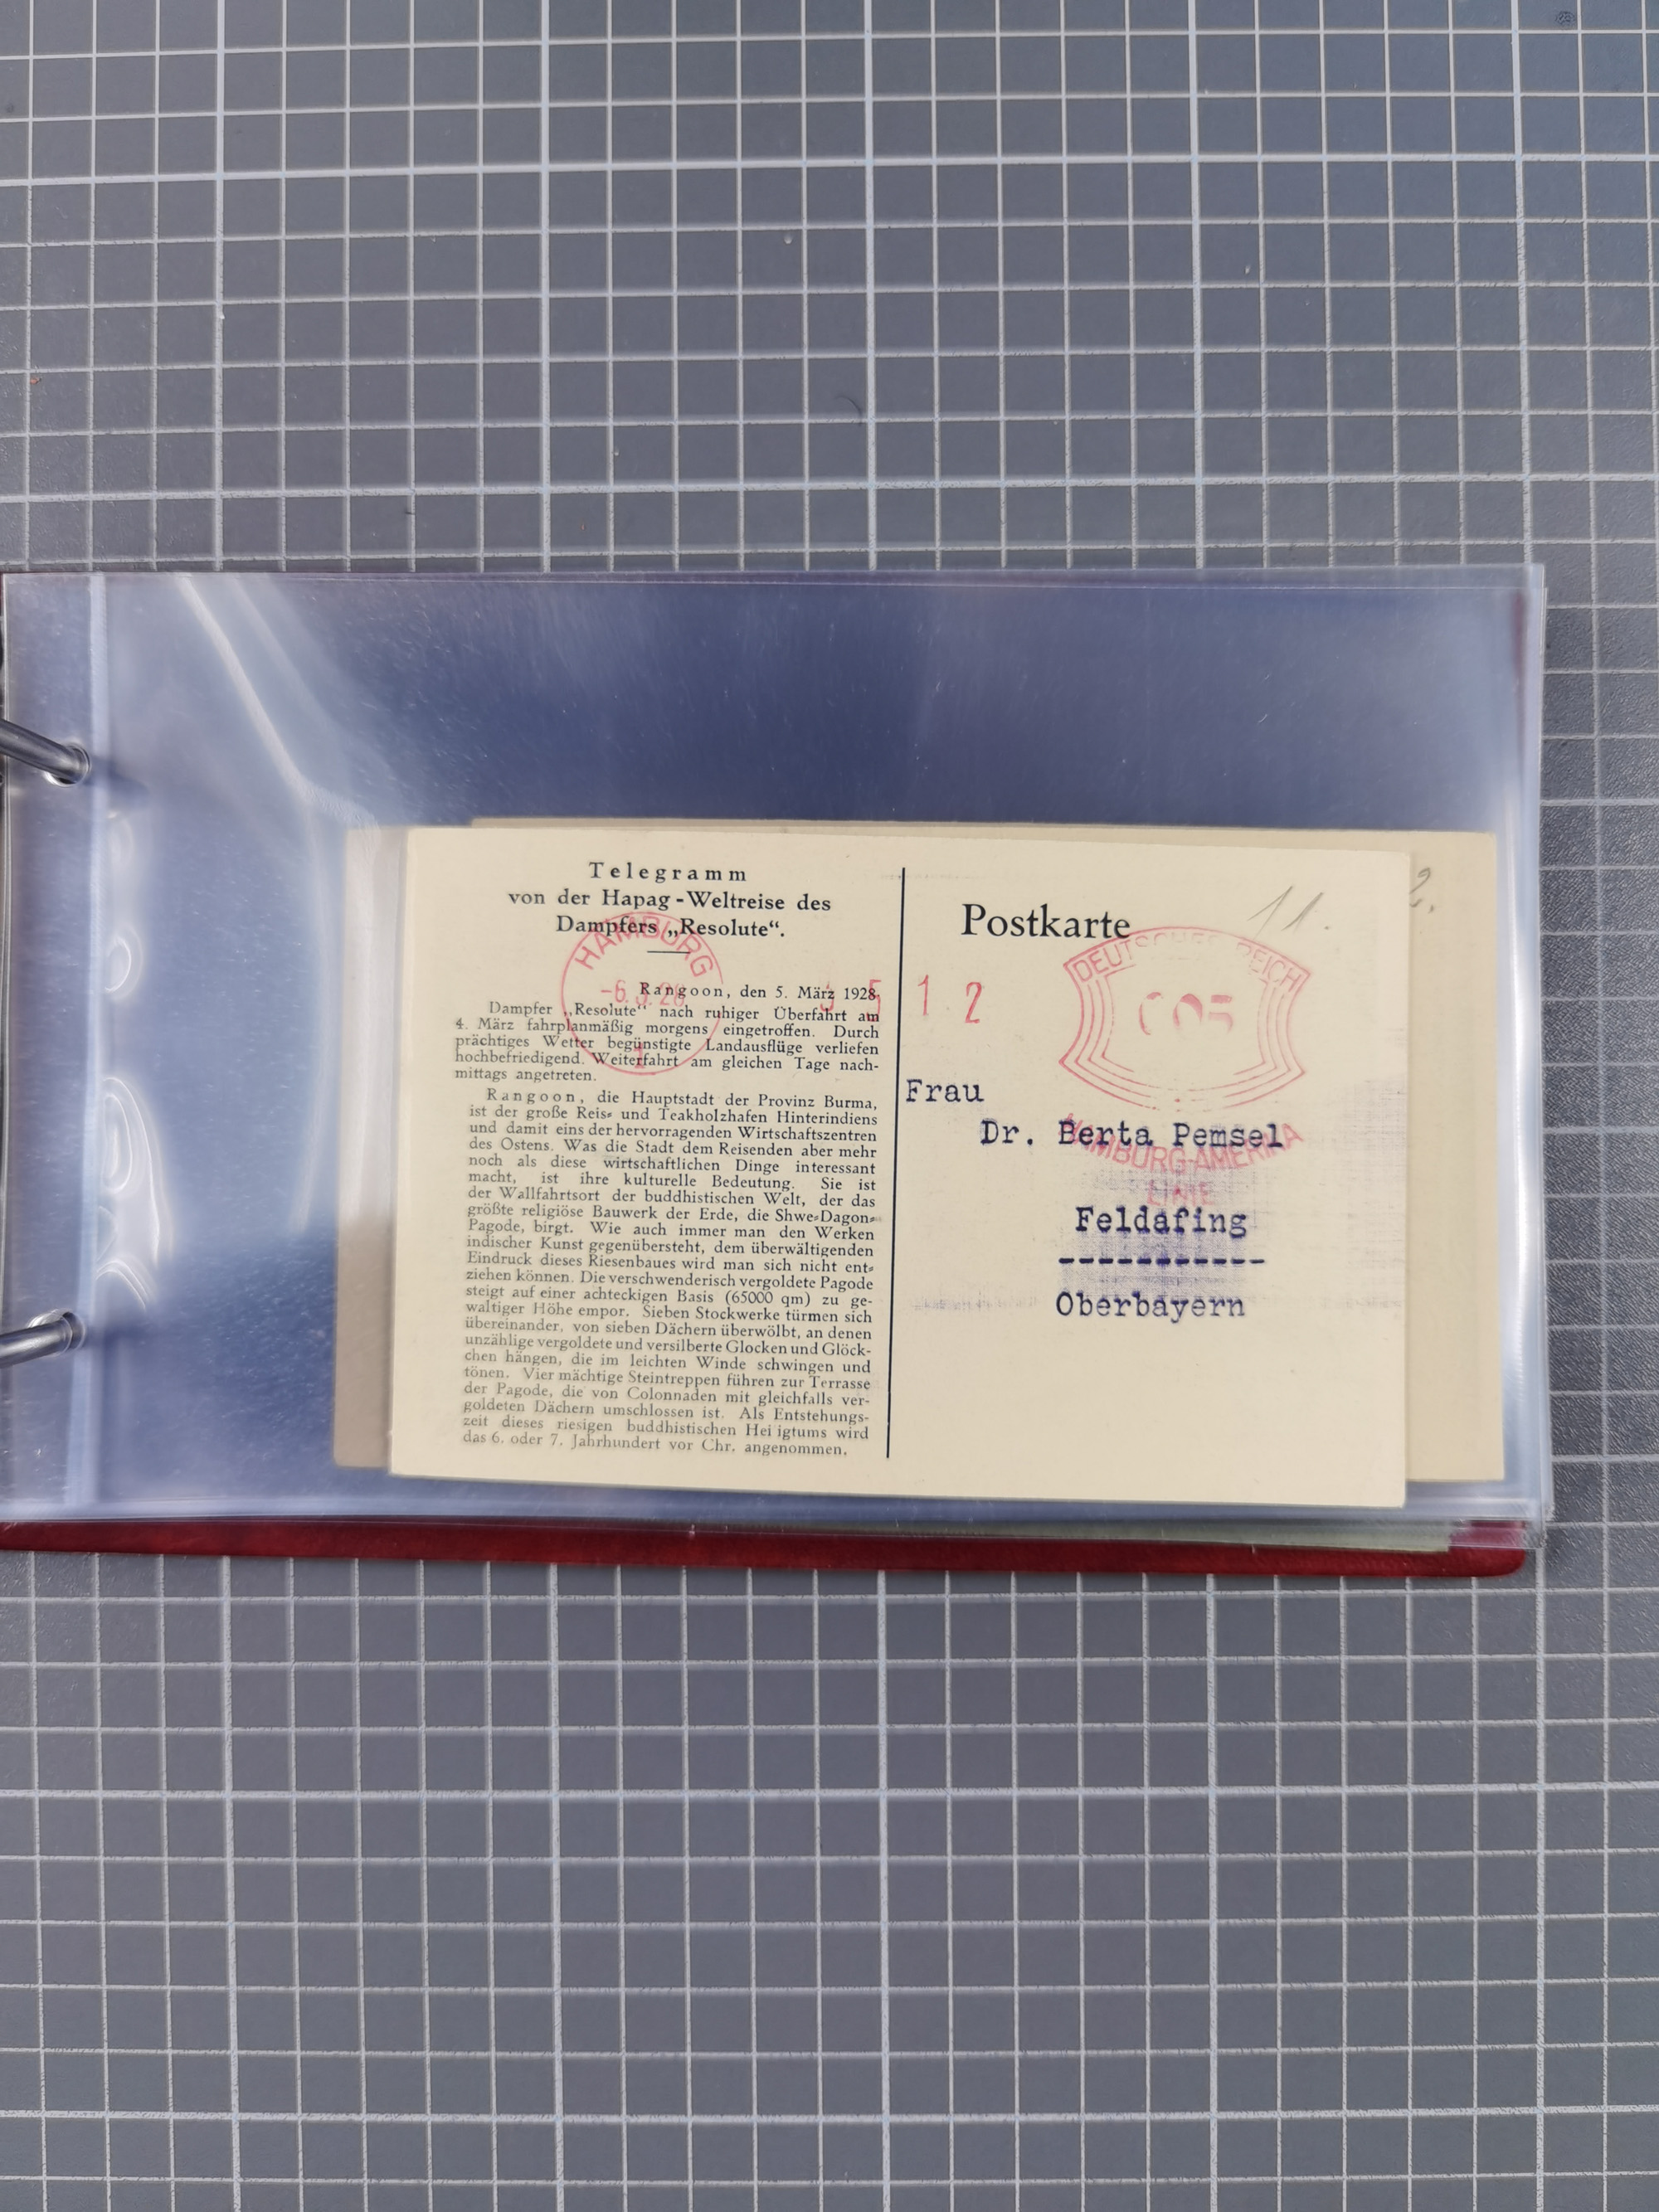 Telegramm
von der Hapag-Weltreise des
Dampfers „Resolute“.
Rangoon, den 5. März 1928.
Dampfer „Resolute“ nach ruhiger Überfahrt am
4. März fahrplanmäßig morgens eingetroffen. Durch
prächtiges Wetter begünstigte Landausflüge verliefen
hochbefriedigend. Weiterfahrt am gleichen Tage nach-
mittags angetreten.
Rangoon, die Hauptstadt der Provinz Burma,
ist der große Reis- und Teakholzhafen Hinterindiens
und damit eins der hervorragenden Wirtschaftszentren
des Ostens. Was die Stadt dem Reisenden aber mehr
noch als diese wirtschaftlichen Dinge interessant
macht, ist ihre kulturelle Bedeutung. Sie ist
der Wallfahrtsort der buddhistischen Welt, der das
größte religiöse Bauwerk der Erde, die Shwe-Dagon-
Pagode, birgt. Wie auch immer man den Werken
indischer Kunst gegenübersteht, dem überwältigenden
Eindruck dieses Riesenbaues wird man sich nicht ent-
ziehen können. Die verschwenderisch vergoldete Pagode
steigt auf einer achteckigen Basis (65000 qm) zu ge-
waltiger Höhe empor. Sieben Stockwerke türmen sich
übereinander, von sieben Dächern überwölbt, an denen
unzählige vergoldete und versilberte Glocken und Glöck-
chen hängen, die im leichten Winde schwingen und
tönen. Vier mächtige Steintreppen führen zur Terrasse
der Pagode, die von Colonnaden mit gleichfalls ver-
goldeten Dächern umschlossen ist. Als Entstehungs-
zeit dieses riesigen buddhistischen Hei igtums wird
das 6. oder 7. Jahrhundert vor Chr. angenommen.
HAMBURG
-6.3.28
1
Postkarte
11.
2.
5 1 2
DEUTSCHES REICH
005
HAMBURG-AMERIKA
LINIE
Frau
Dr. Berta Pemsel
Feldafing
-----------
Oberbayern